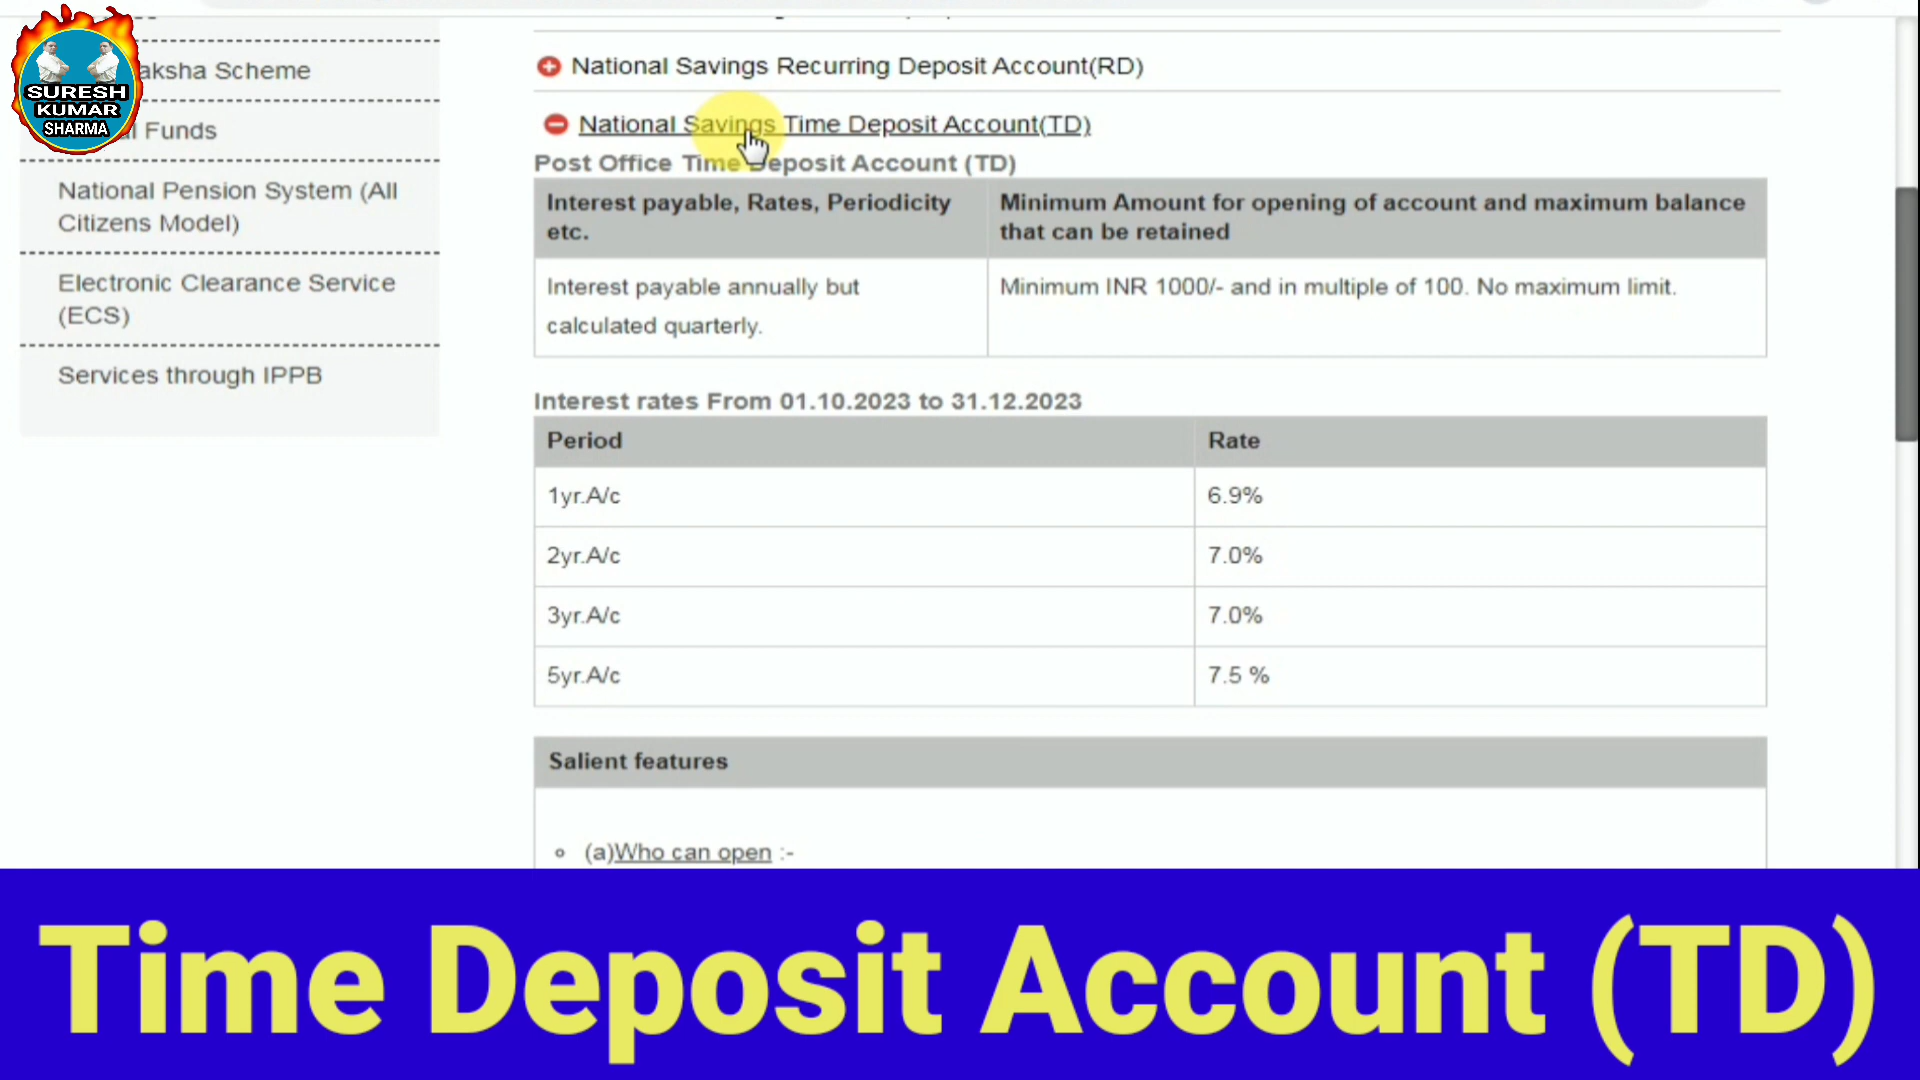 SURESH
KUMAR
SHARMA
aksha Scheme
Funds
National Pension System (All
Citizens Model)
Electronic Clearance Service
(ECS)
Services through IPPB
National Savings Recurring Deposit Account(RD)
National Savings Time Deposit Account(TD)
Post Office Time Deposit Account (TD)
Interest payable, Rates, Periodicity
etc.
Minimum Amount for opening of account and maximum balance
that can be retained
Interest payable annually but
calculated quarterly.
Minimum INR 1000/- and in multiple of 100. No maximum limit.
Interest rates From 01.10.2023 to 31.12.2023
Period Rate
1yr.A/c 6.9%
2yr.A/c 7.0%
3yr.A/c 7.0%
5yr.A/c 7.5 %
Salient features
(a)Who can open :-
Time Deposit Account (TD)